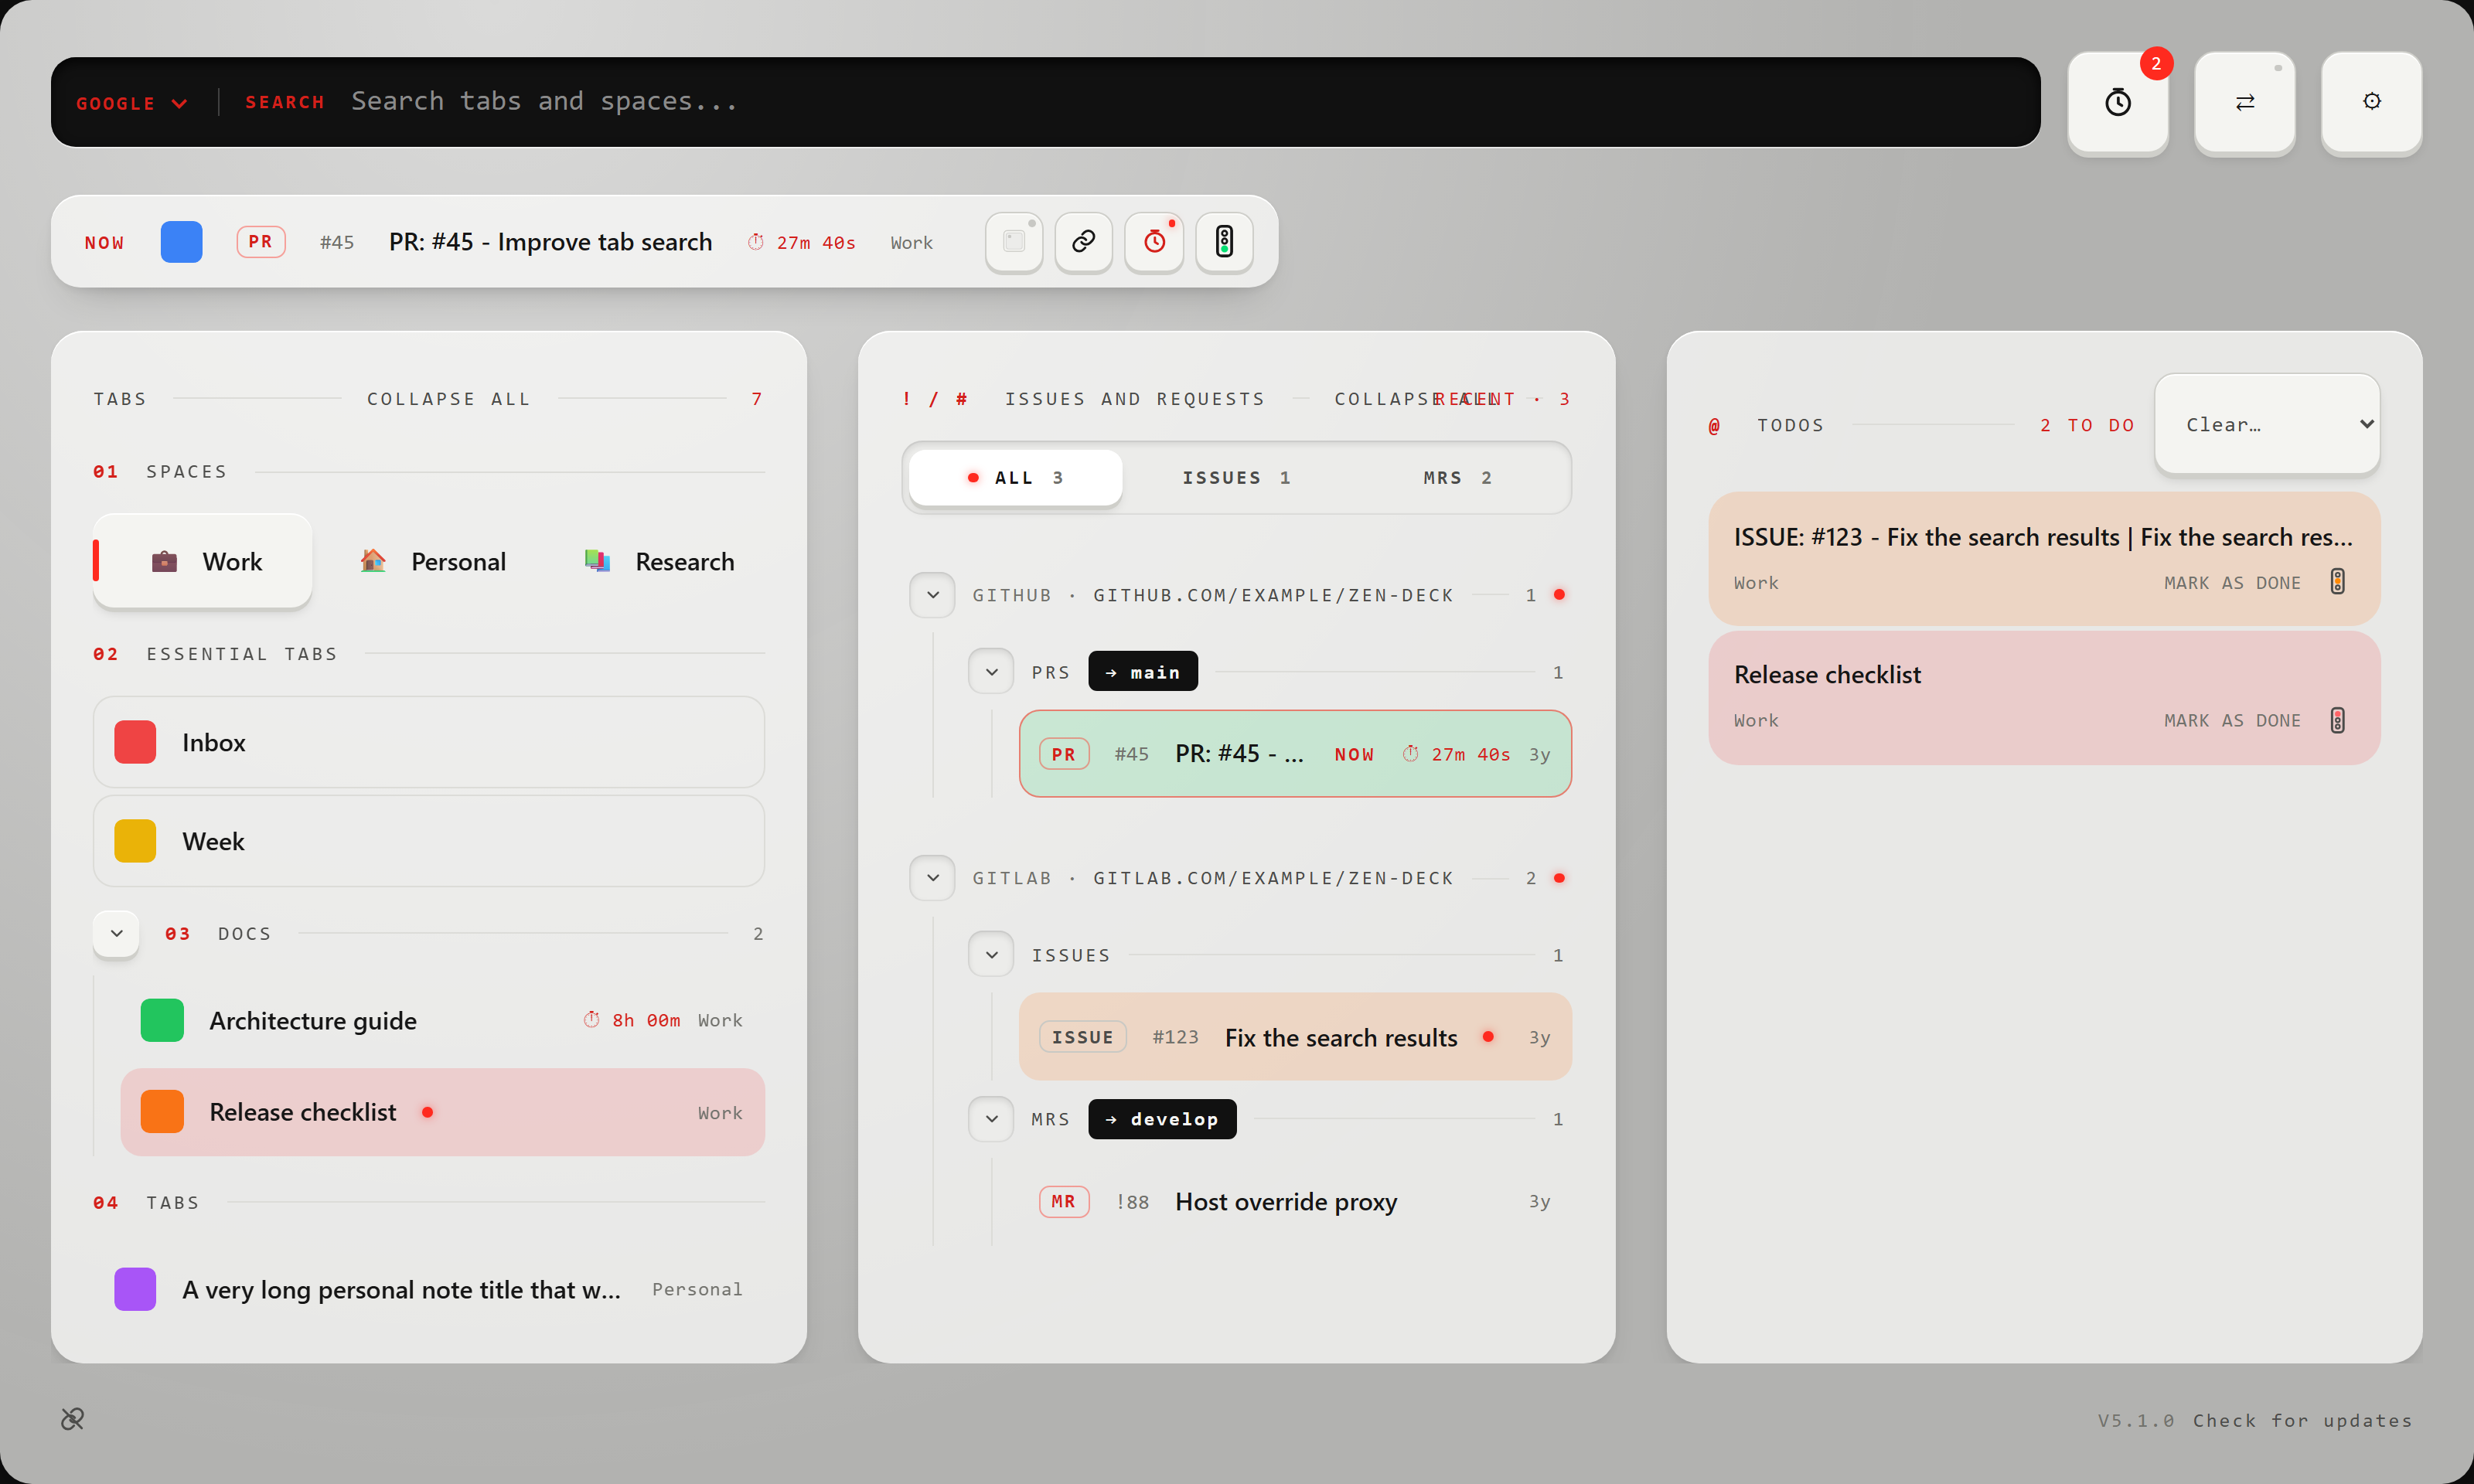 GOOGLE SEARCH Search tabs and spaces...
2
NOW PR #45 PR: #45 - Improve tab search 27m 40s Work
TABS COLLAPSE ALL 7
01 SPACES
Work Personal Research
02 ESSENTIAL TABS
Inbox
Week
03 DOCS 2
Architecture guide 8h 00m Work
Release checklist Work
04 TABS
A very long personal note title that w... Personal
! / # ISSUES AND REQUESTS COLLAPSE ALL RECENT · 3
ALL 3 ISSUES 1 MRS 2
GITHUB · GITHUB.COM/EXAMPLE/ZEN-DECK 1
PRS → main 1
PR #45 PR: #45 - ... NOW 27m 40s 3y
GITLAB · GITLAB.COM/EXAMPLE/ZEN-DECK 2
ISSUES 1
ISSUE #123 Fix the search results 3y
MRS → develop 1
MR !88 Host override proxy 3y
@ TODOS 2 TO DO Clear…
ISSUE: #123 - Fix the search results | Fix the search res...
Work MARK AS DONE
Release checklist
Work MARK AS DONE
V5.1.0 Check for updates